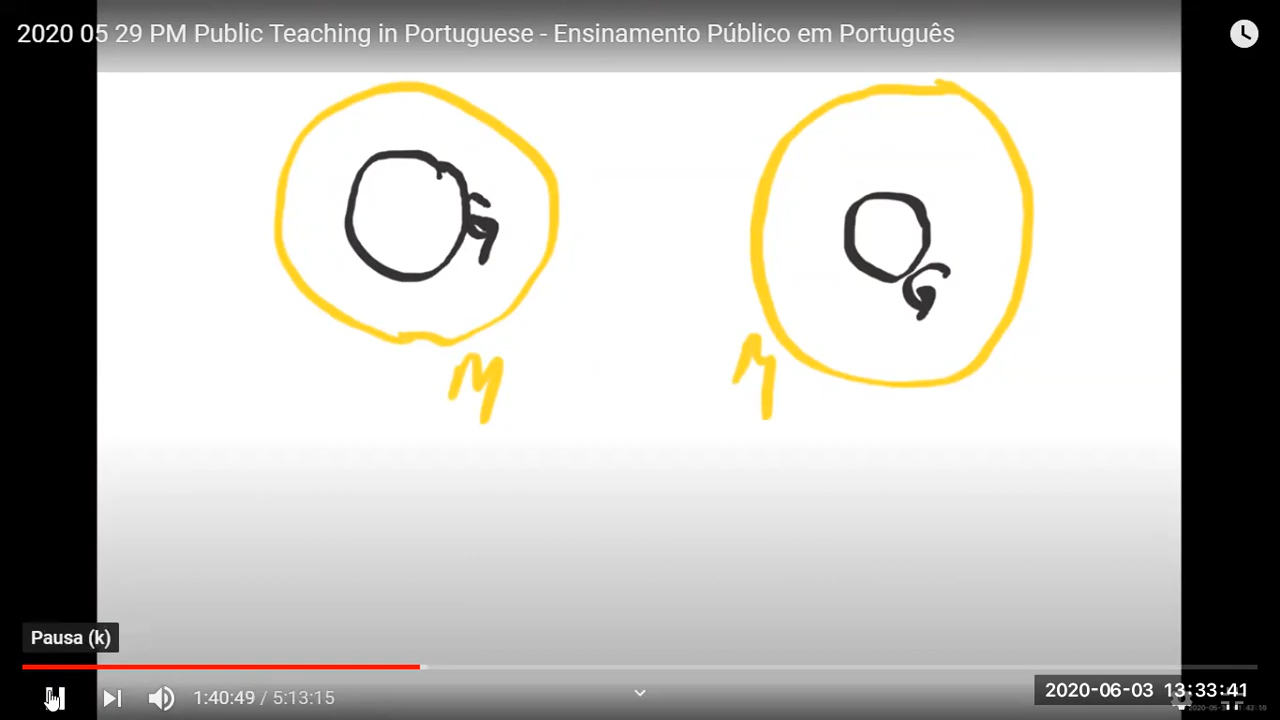 2020 05 29 PM Public Teaching in Portuguese - Ensinamento Público em Português
G
G
M
M
Pausa (k)
1:40:49 / 5:13:15
2020-06-03 13:33:41